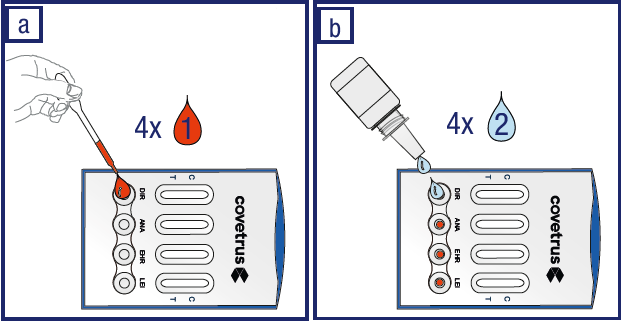 a
4x 1
T C
DIR
ANA
EHR
LEI
T C
covetrus
b
4x 2
T C
DIR
ANA
EHR
LEI
T C
covetrus